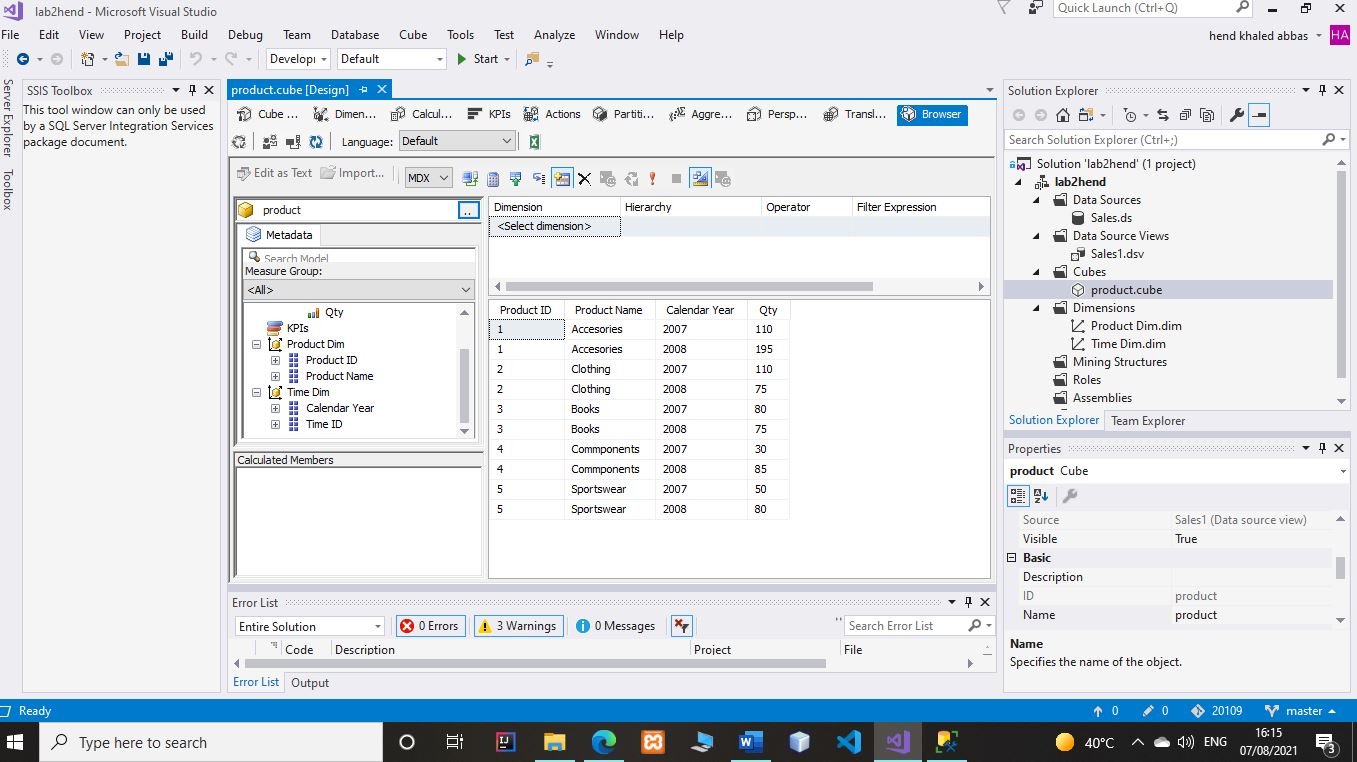 lab2hend - Microsoft Visual Studio
Quick Launch (Ctrl+Q)
File Edit View Project Build Debug Team Database Cube Tools Test Analyze Window Help
hend khaled abbas HA
Develop Default Start
Server Explorer
Toolbox
SSIS Toolbox
This tool window can only be used
by a SQL Server Integration Services
package document.
product.cube [Design]
Cube ... Dimen... Calcul... KPIs Actions Partiti... Aggre... Persp... Transl... Browser
Language: Default
Edit as Text Import... MDX
product ..
Metadata
Search Model
Measure Group:
<All>
Qty
KPIs
Product Dim
Product ID
Product Name
Time Dim
Calendar Year
Time ID
Calculated Members
Dimension Hierarchy Operator Filter Expression
<Select dimension>
Product ID Product Name Calendar Year Qty
1 Accesories 2007 110
1 Accesories 2008 195
2 Clothing 2007 110
2 Clothing 2008 75
3 Books 2007 80
3 Books 2008 75
4 Commponents 2007 30
4 Commponents 2008 85
5 Sportswear 2007 50
5 Sportswear 2008 80
Error List
Entire Solution 0 Errors 3 Warnings 0 Messages Search Error List
Code Description Project File
Error List Output
Solution Explorer
Search Solution Explorer (Ctrl+;)
Solution 'lab2hend' (1 project)
lab2hend
Data Sources
Sales.ds
Data Source Views
Sales1.dsv
Cubes
product.cube
Dimensions
Product Dim.dim
Time Dim.dim
Mining Structures
Roles
Assemblies
Solution Explorer Team Explorer
Properties
product Cube
Source Sales1 (Data source view)
Visible True
Basic
Description
ID product
Name product
Name
Specifies the name of the object.
Ready 0 0 20109 master
Type here to search
40°C ENG 16:15
07/08/2021
3